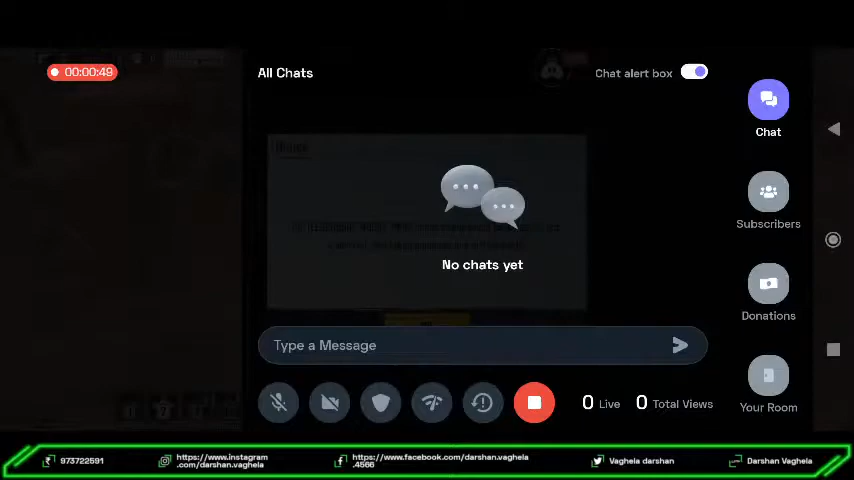 00:00:49
All Chats
Chat alert box
Chat
Subscribers
No chats yet
Donations
Type a Message
0 Live
0 Total Views
Your Room
973722591
https://www.instagram
.com/darshan.vaghela
https://www.facebook.com/darshan.vaghela
.4566
Vaghela darshan
Darshan Vaghela